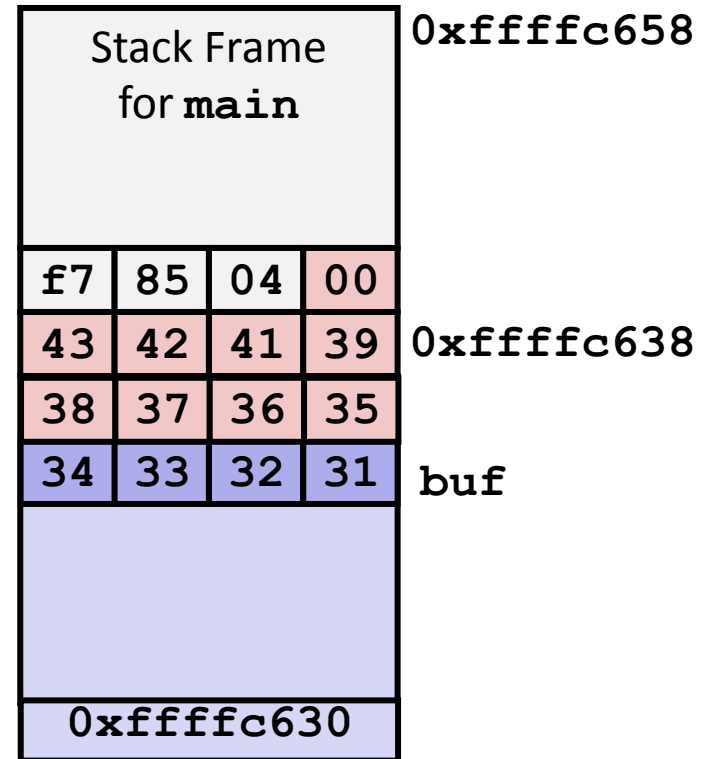 Stack Frame 0xffffc658
for main
f7 85 04 00
43 42 41 39 0xffffc638
38 37 36 35
34 33 32 31 buf
0xffffc630